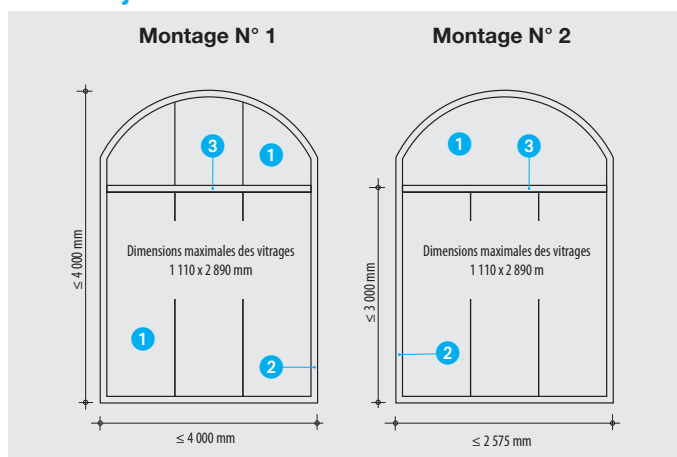 Montage N° 1
Montage N° 2
3
1
1
3
≤ 4 000 mm
Dimensions maximales des vitrages
1 110 x 2 890 mm
≤ 3 000 mm
Dimensions maximales des vitrages
1 110 x 2 890 m
1
2
2
≤ 4 000 mm
≤ 2 575 mm